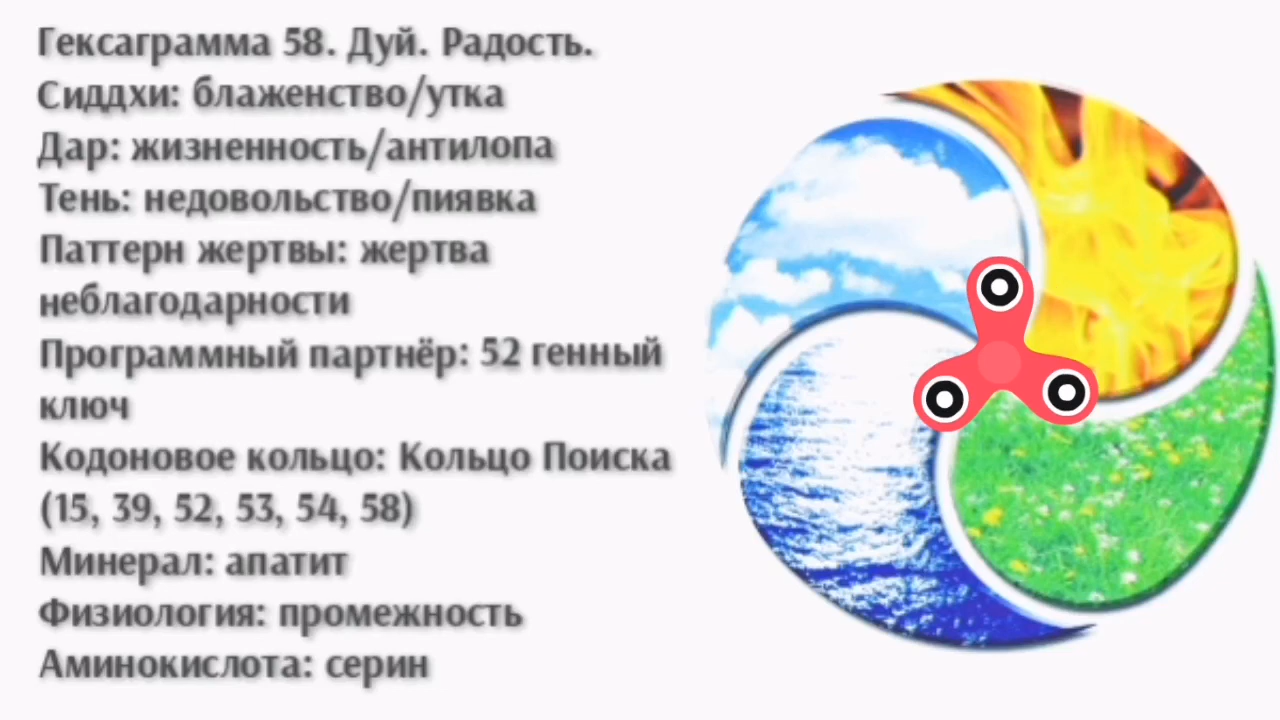 Гексаграмма 58. Дуй. Радость.
Сиддхи: блаженство/утка
Дар: жизненность/антилопа
Тень: недовольство/пиявка
Паттерн жертвы: жертва
неблагодарности
Программный партнёр: 52 генный
ключ
Кодоновое кольцо: Кольцо Поиска
(15, 39, 52, 53, 54, 58)
Минерал: апатит
Физиология: промежность
Аминокислота: серин